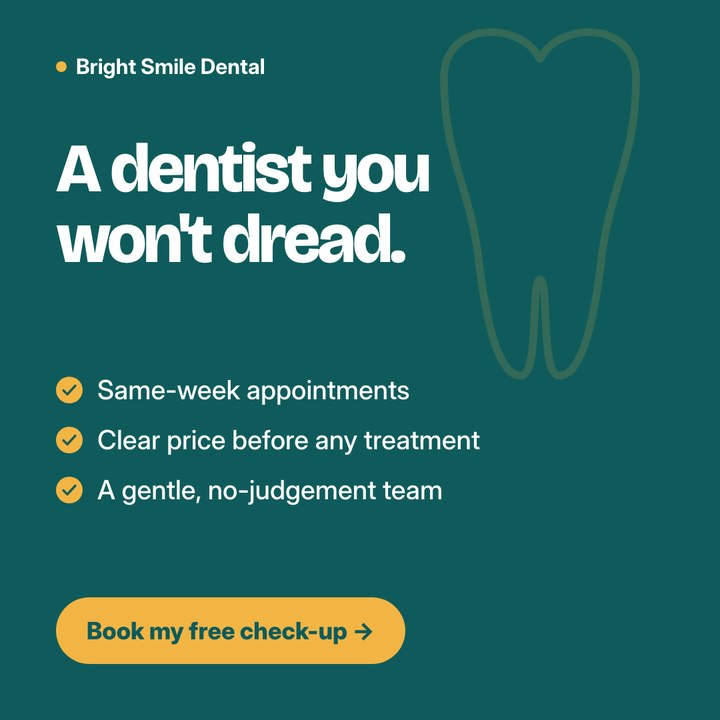 Bright Smile Dental
A dentist you
won't dread.
Same-week appointments
Clear price before any treatment
A gentle, no-judgement team
Book my free check-up →